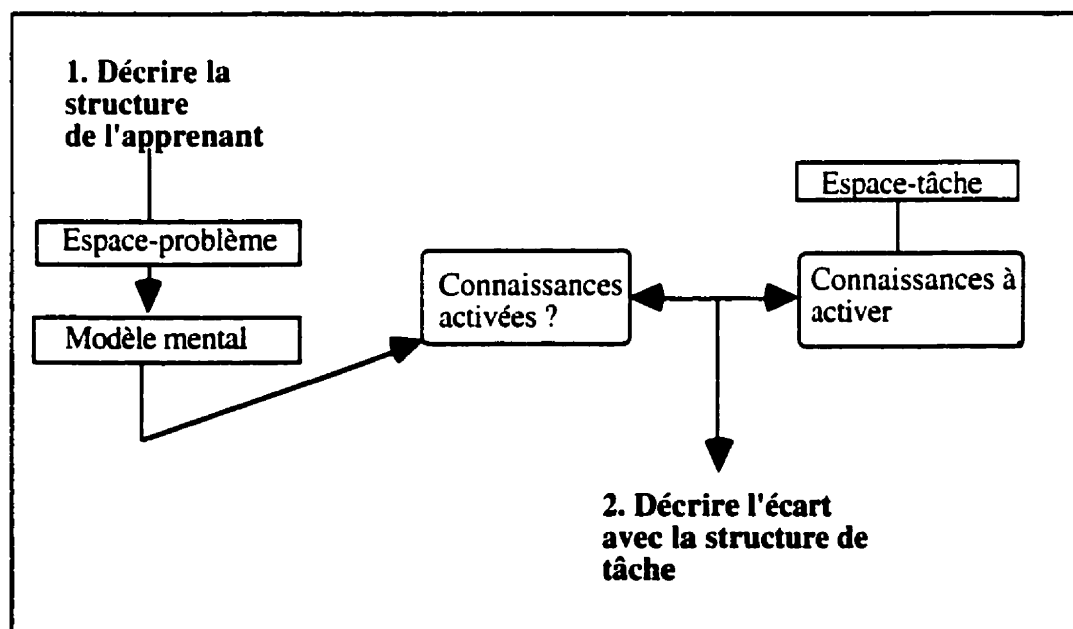 1. Décrire la
structure
de l'apprenant
Espace-problème
Modèle mental
Connaissances
activées ?
Espace-tâche
Connaissances à
activer
2. Décrire l'écart
avec la structure de
tâche